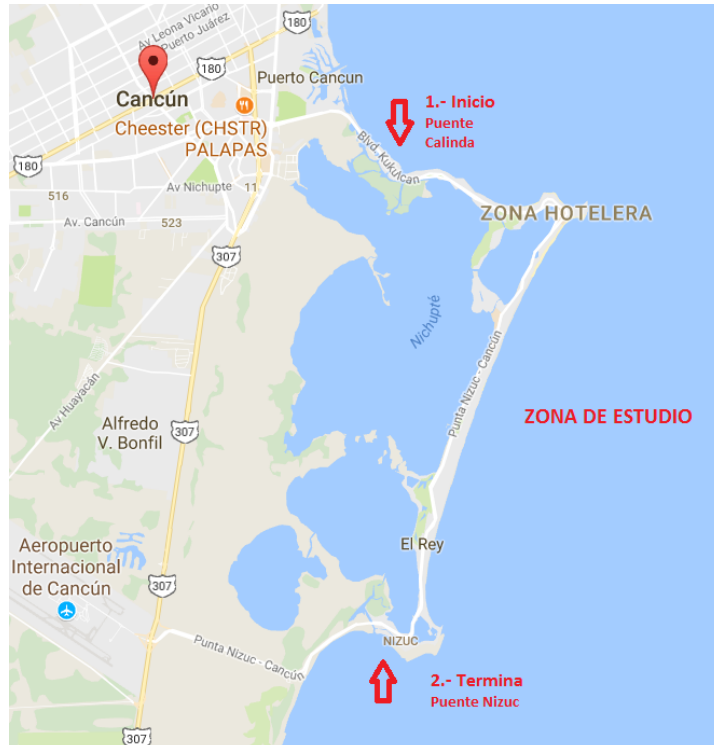 180
Av Leona Vicario
Puerto Juárez
180
Puerto Cancun
Cancún
Cheester (CHSTR)
PALAPAS
1.- Inicio
Puente
Calinda
Blvd. Kukulcan
180
Av Nichupte
11
516
Av. Cancún
523
ZONA HOTELERA
307
Nichupté
Punta Nizuc - Cancún
Av Huayacán
ZONA DE ESTUDIO
Alfredo
V. Bonfil
307
El Rey
Aeropuerto
Internacional
de Cancún
307
Punta Nizuc - Cancún
NIZUC
2.- Termina
Puente Nizuc